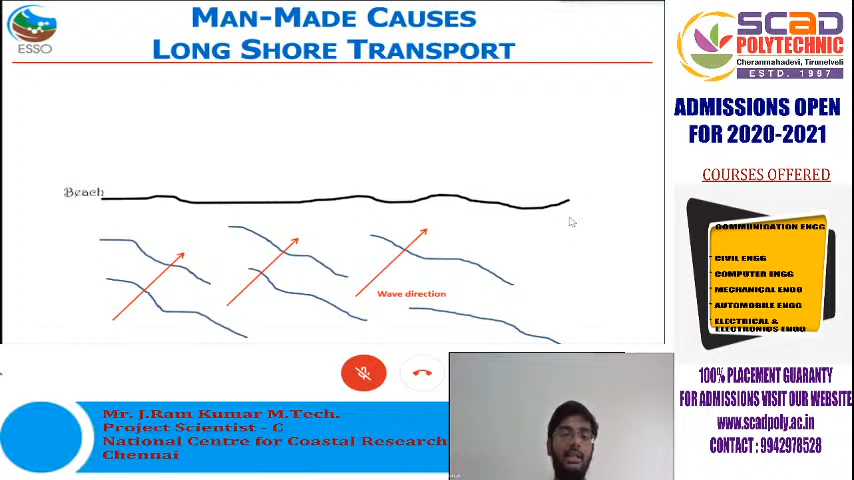 ESSO
MAN-MADE CAUSES
LONG SHORE TRANSPORT
Beach
Wave direction
Mr. J.Ram Kumar M.Tech.
Project Scientist - C
National Centre for Coastal Research
Chennai
SCAD
POLYTECHNIC
Cheranmahadevi, Tirunelveli
ESTD. 1997
ADMISSIONS OPEN
FOR 2020-2021
COURSES OFFERED
COMMUNICATION ENGG
CIVIL ENGG
COMPUTER ENGG
MECHANICAL ENGG
AUTOMOBILE ENGG
ELECTRICAL &
ELECTRONICS ENGG
100% PLACEMENT GUARANTY
FOR ADMISSIONS VISIT OUR WEBSITE
www.scadpoly.ac.in
CONTACT : 9942978528